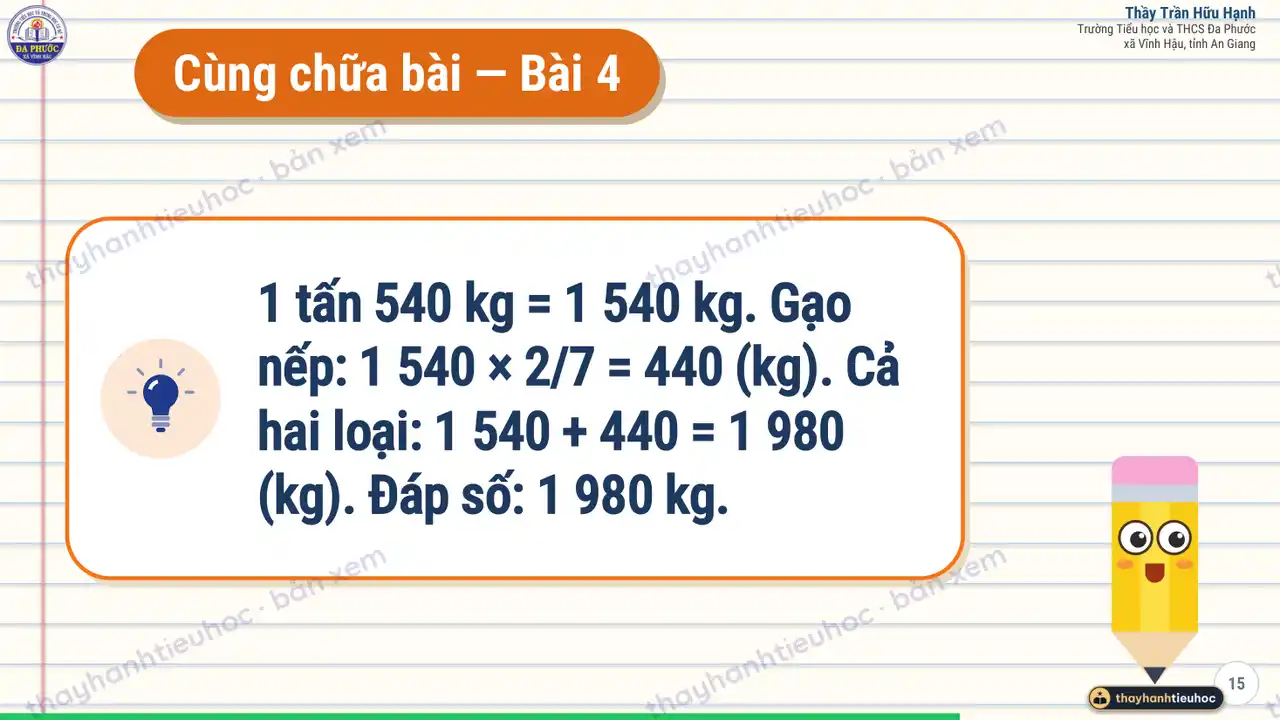 Thầy Trần Hữu Hạnh
Trường Tiểu học và THCS Đa Phước
xã Vĩnh Hậu, tỉnh An Giang
ĐA PHƯỚC
Cùng chữa bài – Bài 4
1 tấn 540 kg = 1 540 kg. Gạo
nếp: 1 540 × 2/7 = 440 (kg). Cả
hai loại: 1 540 + 440 = 1 980
(kg). Đáp số: 1 980 kg.
thayhanhtieuhoc · bản xem
thayhanhtieuhoc · bản xem
thayhanhtieuhoc · bản xem
thayhanhtieuhoc · bản xem
thayhanhtieuhoc
15